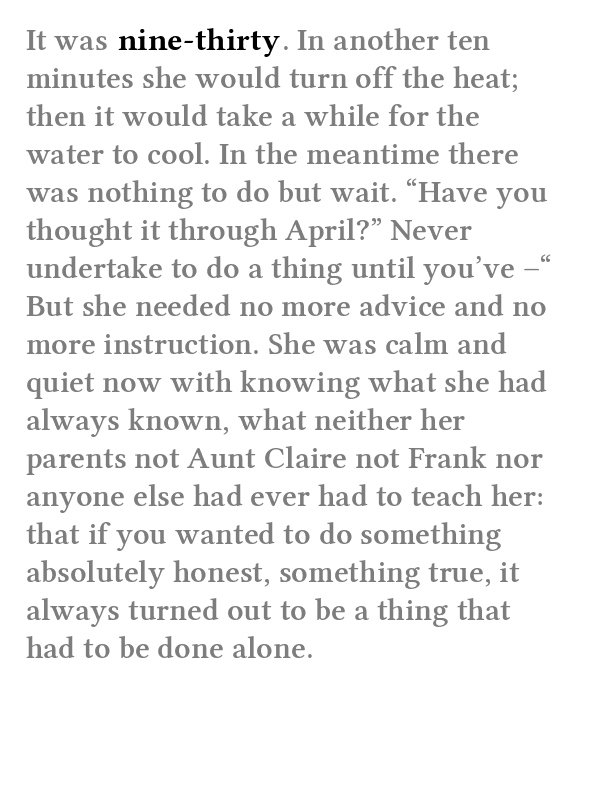 It was nine-thirty. In another ten
minutes she would turn off the heat;
then it would take a while for the
water to cool. In the meantime there
was nothing to do but wait. “Have you
thought it through April?” Never
undertake to do a thing until you’ve –“
But she needed no more advice and no
more instruction. She was calm and
quiet now with knowing what she had
always known, what neither her
parents not Aunt Claire not Frank nor
anyone else had ever had to teach her:
that if you wanted to do something
absolutely honest, something true, it
always turned out to be a thing that
had to be done alone.